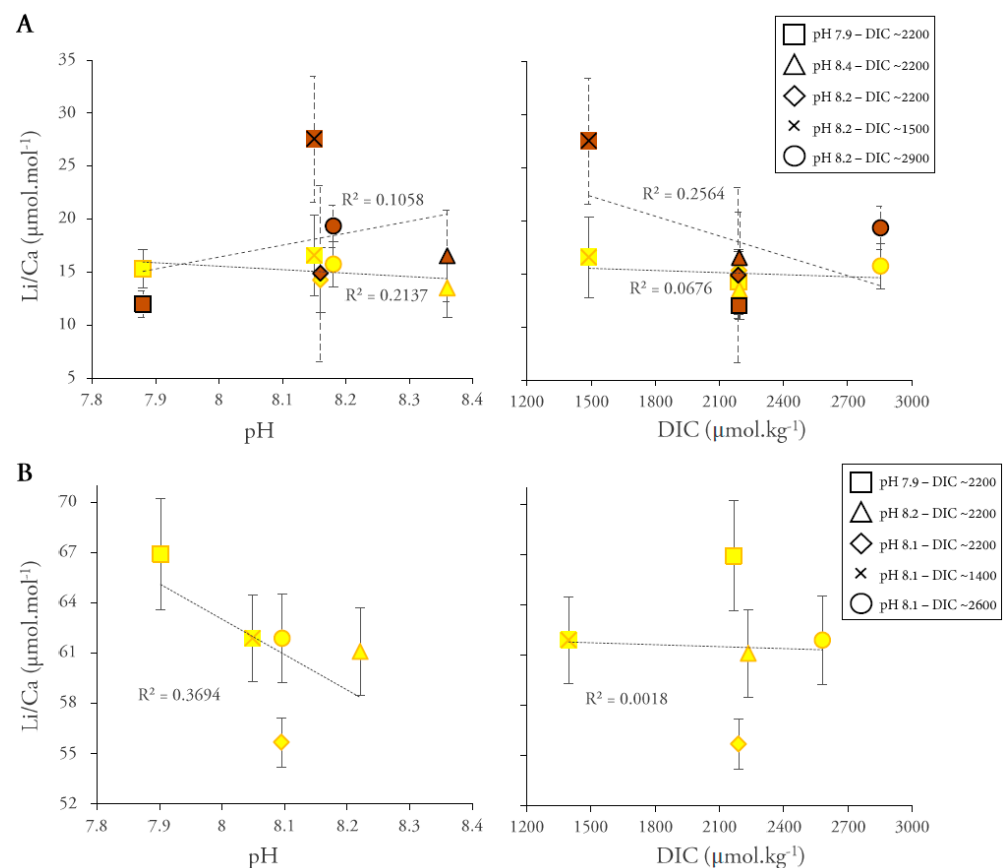 A
pH 7.9 – DIC ~2200
pH 8.4 – DIC ~2200
pH 8.2 – DIC ~2200
pH 8.2 – DIC ~1500
pH 8.2 – DIC ~2900
Li/Ca (µmol.mol⁻¹)
35
30
25
20
15
10
5
R² = 0.1058
R² = 0.2137
7.8 7.9 8 8.1 8.2 8.3 8.4
pH
R² = 0.2564
R² = 0.0676
1200 1500 1800 2100 2400 2700 3000
DIC (µmol.kg⁻¹)
B
pH 7.9 – DIC ~2200
pH 8.2 – DIC ~2200
pH 8.1 – DIC ~2200
pH 8.1 – DIC ~1400
pH 8.1 – DIC ~2600
Li/Ca (µmol.mol⁻¹)
70
67
64
61
58
55
52
R² = 0.3694
7.8 7.9 8 8.1 8.2 8.3 8.4
pH
R² = 0.0018
1200 1500 1800 2100 2400 2700 3000
DIC (µmol.kg⁻¹)